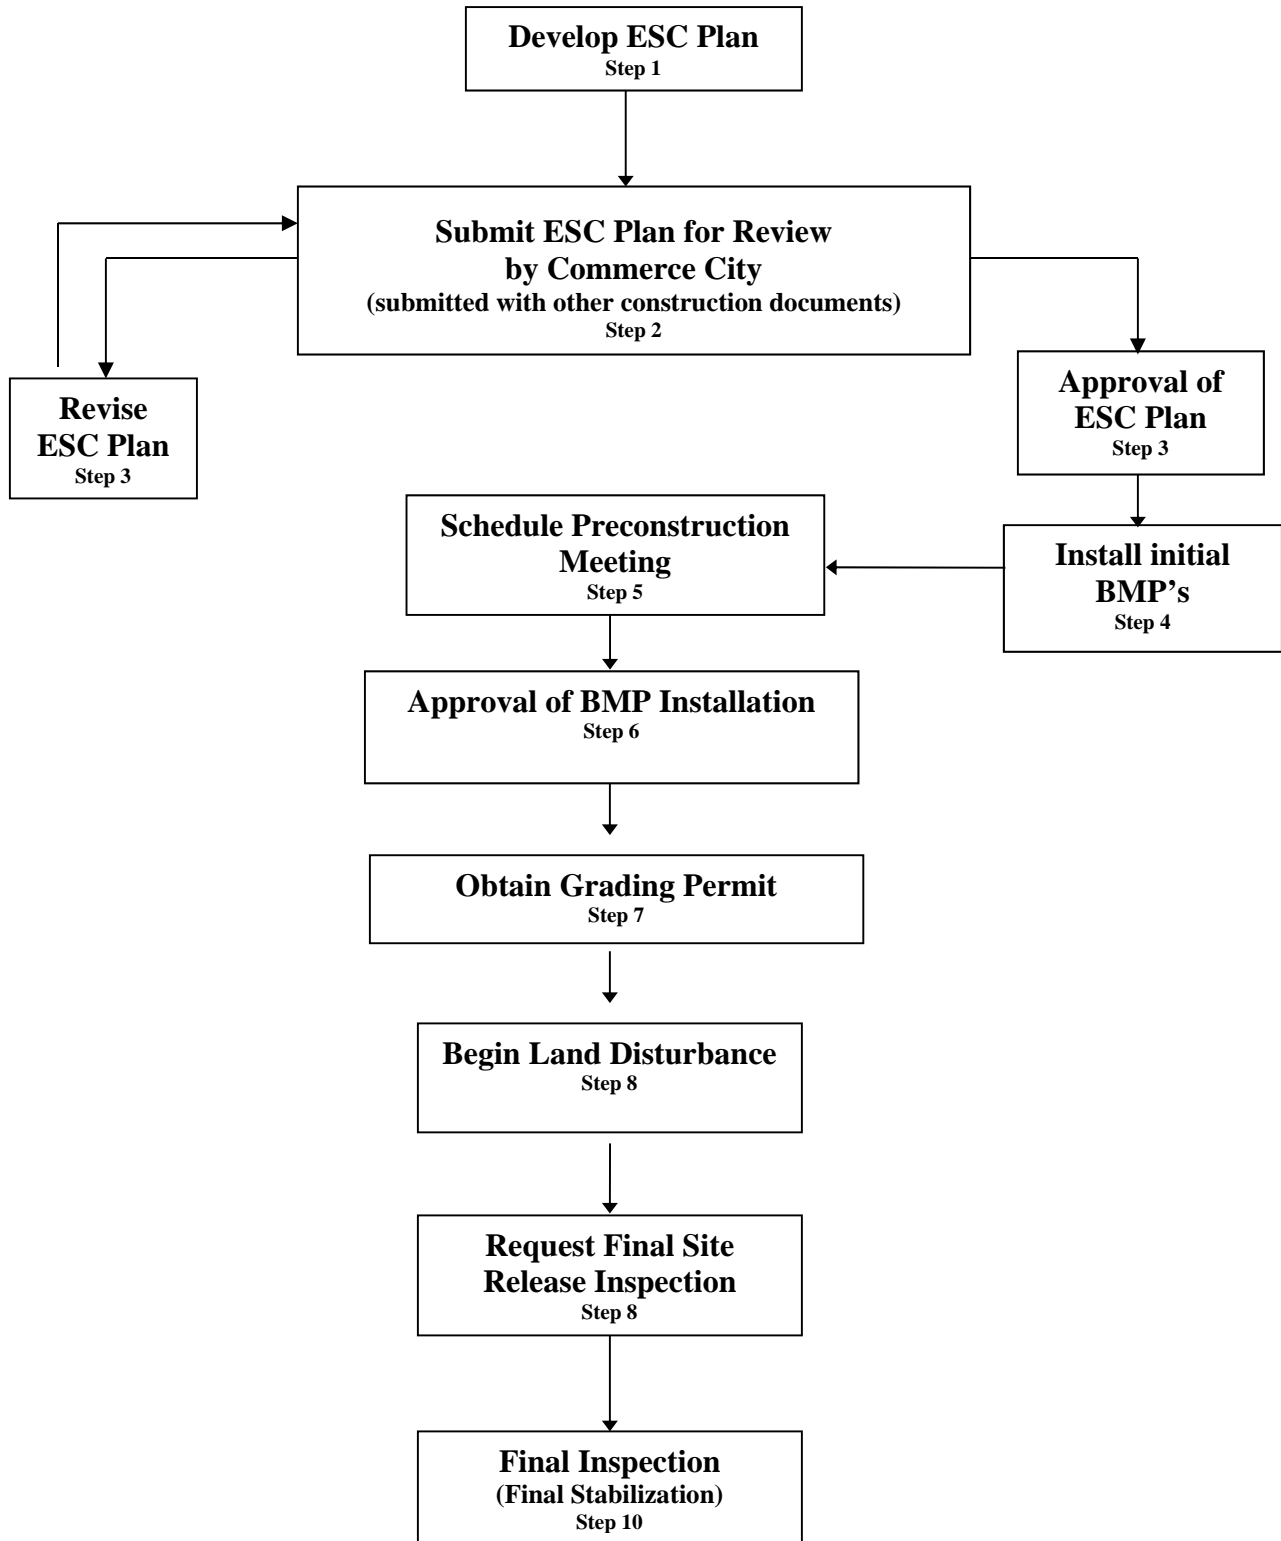 Develop ESC Plan
Step 1
Submit ESC Plan for Review
by Commerce City
(submitted with other construction documents)
Step 2
Revise
ESC Plan
Step 3
Approval of
ESC Plan
Step 3
Install initial
BMP’s
Step 4
Schedule Preconstruction
Meeting
Step 5
Approval of BMP Installation
Step 6
Obtain Grading Permit
Step 7
Begin Land Disturbance
Step 8
Request Final Site
Release Inspection
Step 8
Final Inspection
(Final Stabilization)
Step 10